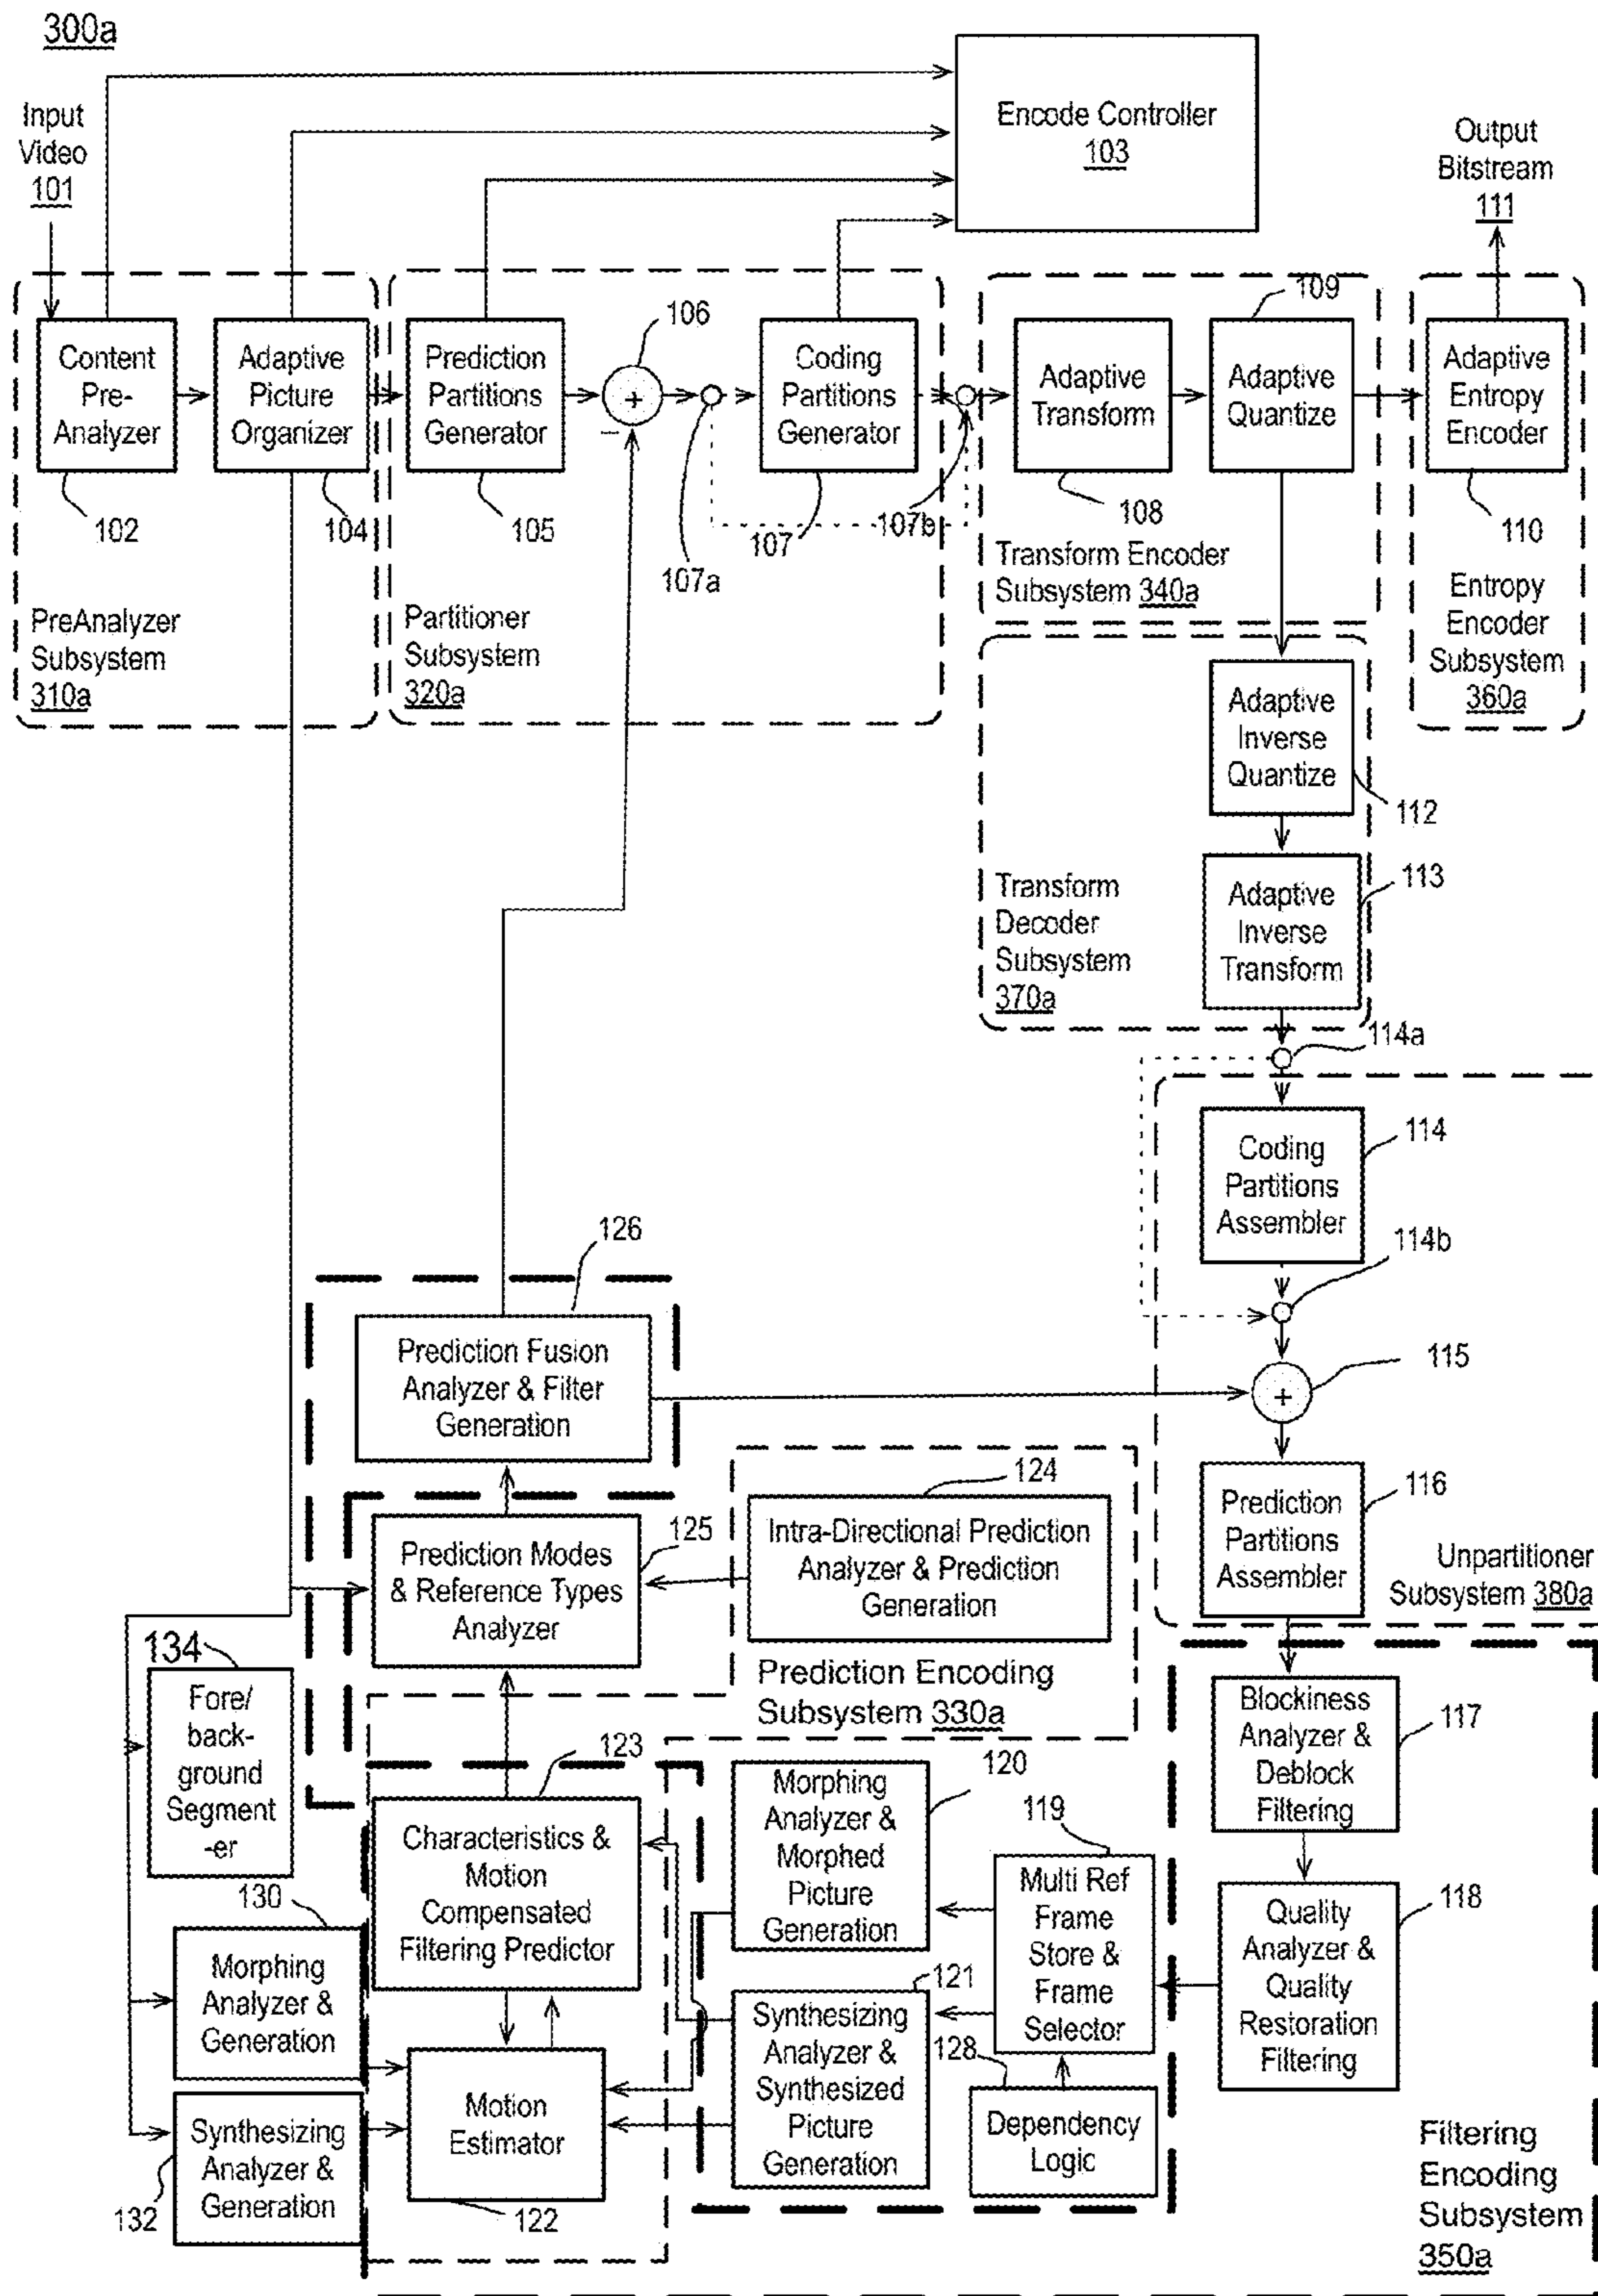 300a
Input
Video
101
Encode Controller
103
Output
Bitstream
111
Content
Pre-
Analyzer
102
Adaptive
Picture
Organizer
104
PreAnalyzer
Subsystem
310a
Prediction
Partitions
Generator
105
106
+
–
107a
Coding
Partitions
Generator
107
107b
Partitioner
Subsystem
320a
Adaptive
Transform
108
109
Adaptive
Quantize
Transform Encoder
Subsystem 340a
Adaptive
Entropy
Encoder
110
Entropy
Encoder
Subsystem
360a
Adaptive
Inverse
Quantize
112
Adaptive
Inverse
Transform
113
Transform
Decoder
Subsystem
370a
114a
Coding
Partitions
Assembler
114
114b
+
115
Prediction
Partitions
Assembler
116
Unpartitioner
Subsystem 380a
126
Prediction Fusion
Analyzer & Filter
Generation
124
Intra-Directional Prediction
Analyzer & Prediction
Generation
125
Prediction Modes
& Reference Types
Analyzer
Prediction Encoding
Subsystem 330a
134
Fore/
back-
ground
Segment
-er
123
Characteristics &
Motion
Compensated
Filtering Predictor
120
Morphing
Analyzer &
Morphed
Picture
Generation
119
Multi Ref
Frame
Store &
Frame
Selector
Blockiness
Analyzer &
Deblock
Filtering
117
Quality
Analyzer &
Quality
Restoration
Filtering
118
130
Morphing
Analyzer &
Generation
121
Synthesizing
Analyzer &
Synthesized
Picture
Generation
128
Dependency
Logic
Synthesizing
Analyzer &
Generation
132
Motion
Estimator
122
Filtering
Encoding
Subsystem
350a